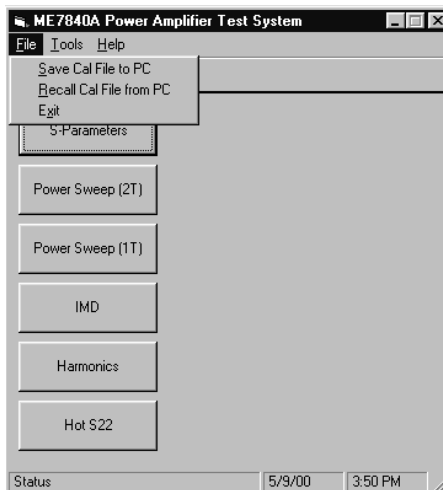 ME7840A Power Amplifier Test System
File Tools Help
Save Cal File to PC
Recall Cal File from PC
Exit
S-Parameters
Power Sweep (2T)
Power Sweep (1T)
IMD
Harmonics
Hot S22
Status 5/9/00 3:50 PM